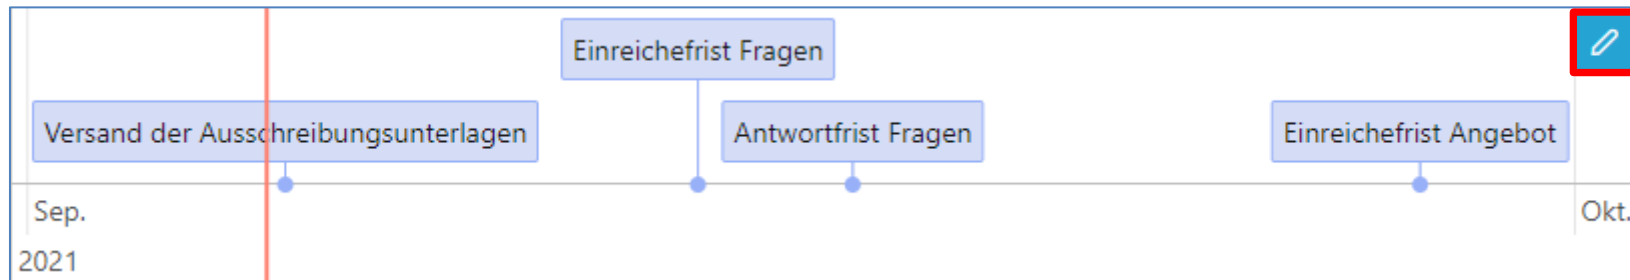 Einreichefrist Fragen
Versand der Ausschreibungsunterlagen
Antwortfrist Fragen
Einreichefrist Angebot
Sep.
Okt.
2021